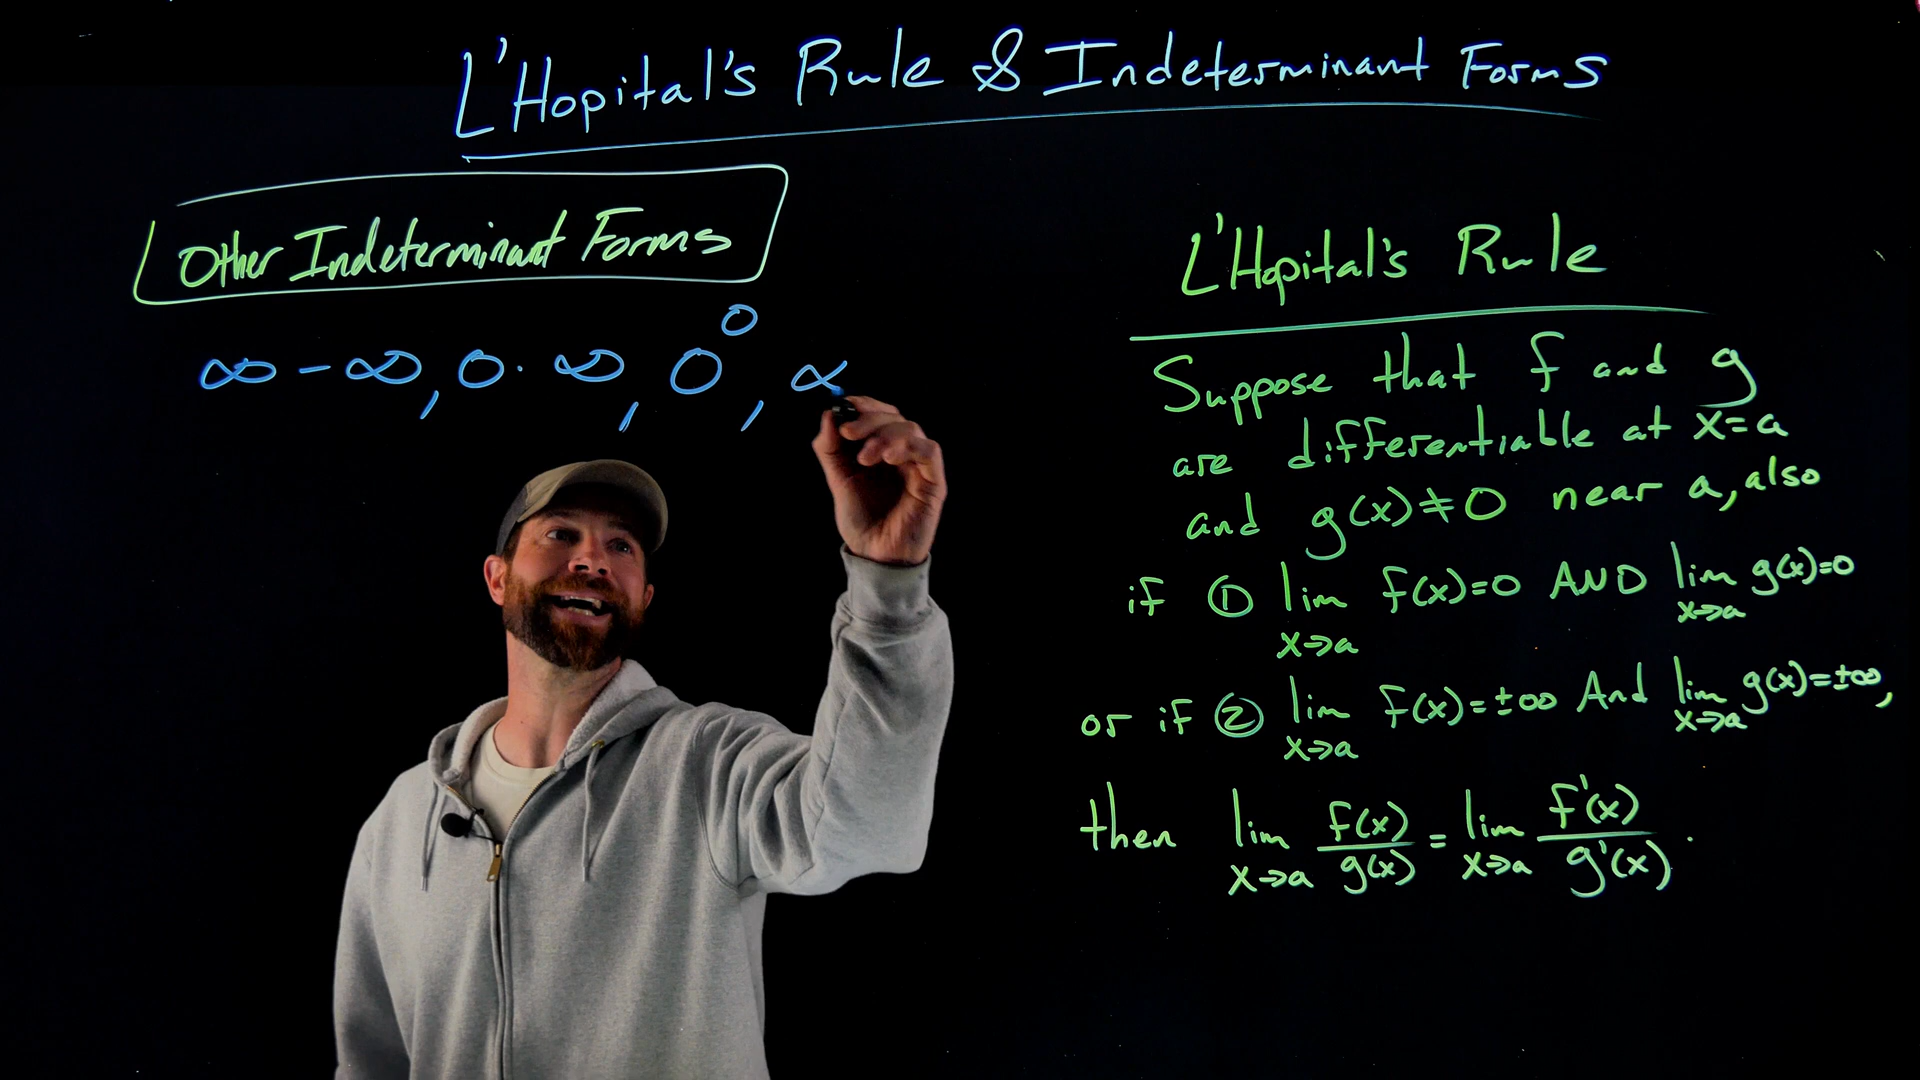 L'Hopital's Rule & Indeterminant Forms
Other Indeterminant Forms
∞ - ∞, 0 · ∞, 0⁰, ∝
L'Hopital's Rule
Suppose that f and g
are differentiable at x=a
and g(x)≠0 near a, also
if ① lim x→a f(x)=0 AND lim x→a g(x)=0
or if ② lim x→a f(x)=±∞ And lim x→a g(x)=±∞,
then lim x→a f(x)/g(x) = lim x→a f'(x)/g'(x).